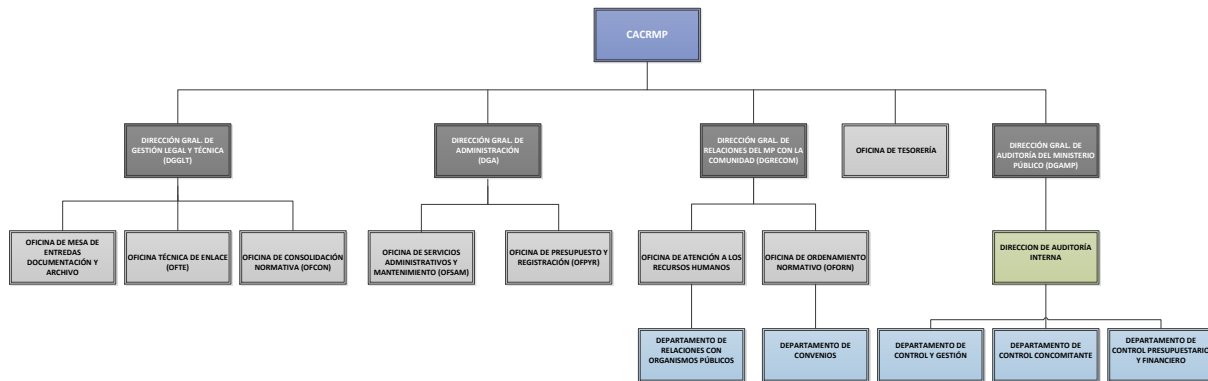 CACRMP
DIRECCIÓN GRAL. DE
GESTIÓN LEGAL Y TÉCNICA
(DGGLT)
DIRECCIÓN GRAL. DE
ADMINISTRACIÓN
(DGA)
DIRECCIÓN GRAL. DE
RELACIONES DEL MP CON LA
COMUNIDAD (DGRECOM)
OFICINA DE TESORERÍA
DIRECCIÓN GRAL. DE
AUDITORÍA DEL MINISTERIO
PÚBLICO (DGAMP)
OFICINA DE MESA DE
ENTREDAS
DOCUMENTACIÓN Y
ARCHIVO
OFICINA TÉCNICA DE ENLACE
(OFTE)
OFICINA DE CONSOLIDACIÓN
NORMATIVA (OFCON)
OFICINA DE SERVICIOS
ADMINISTRATIVOS Y
MANTENIMIENTO (OFSAM)
OFICINA DE PRESUPUESTO Y
REGISTRACIÓN (OFPYR)
OFICINA DE ATENCIÓN A LOS
RECURSOS HUMANOS
OFICINA DE ORDENAMIENTO
NORMATIVO (OFORN)
DIRECCION DE AUDITORÍA
INTERNA
DEPARTAMENTO DE
RELACIONES CON
ORGANISMOS PÚBLICOS
DEPARTAMENTO DE
CONVENIOS
DEPARTAMENTO DE
CONTROL Y GESTIÓN
DEPARTAMENTO DE
CONTROL CONCOMITANTE
DEPARTAMENTO DE
CONTROL PRESUPUESTARIO
Y FINANCIERO